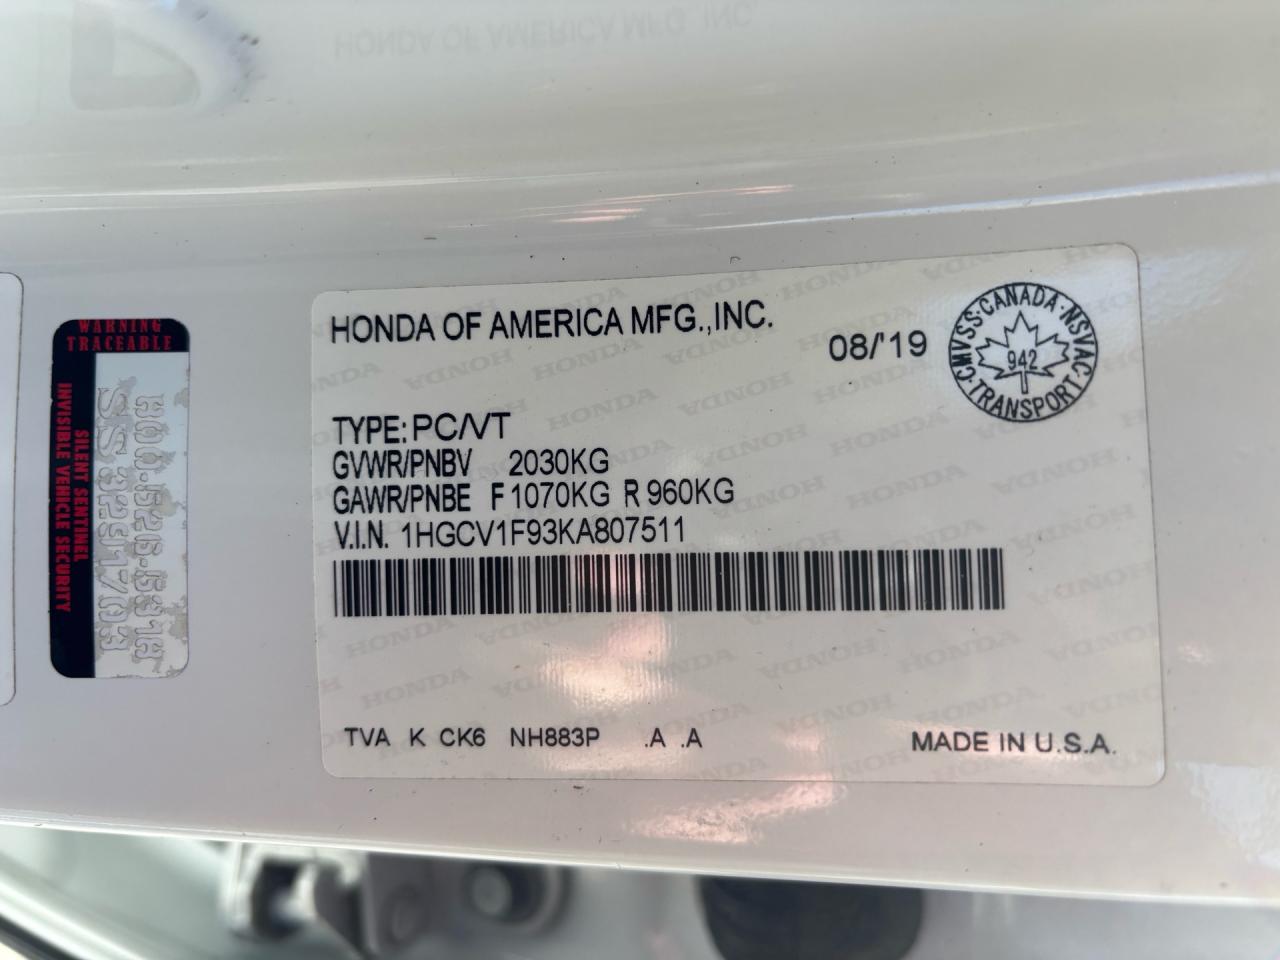 WARNING
TRACEABLE
SILENT SENTINEL
INVISIBLE VEHICLE SECURITY
HONDA OF AMERICA MFG.,INC.
08/'19
CMVSS·CANADA·NSVAC
942
TRANSPORT
TYPE: PC/VT
GVWR/PNBV 2030KG
GAWR/PNBE F 1070KG R 960KG
V.I.N. 1HGCV1F93KA807511
TVA K CK6 NH883P .A .A
MADE IN U.S.A.